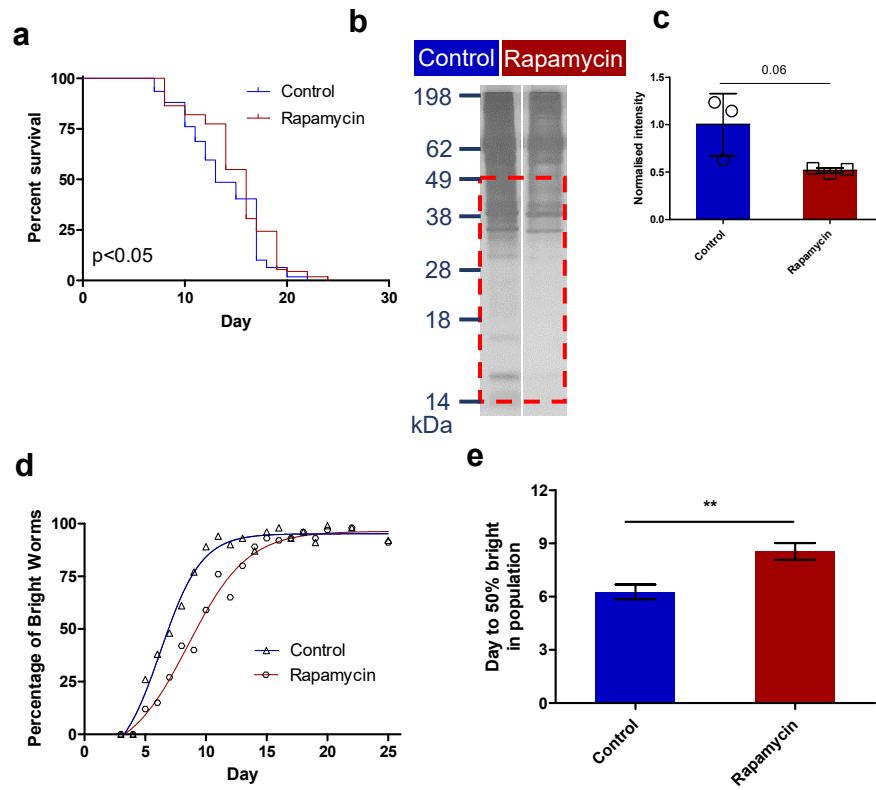 a
Percent survival
100
75
50
25
0
0 10 20 30
Day
Control
Rapamycin
p<0.05
b
Control Rapamycin
198
62
49
38
28
18
14
kDa
c
0.06
Normalised intensity
1.5
1.0
0.5
0.0
Control
Rapamycin
d
Percentage of Bright Worms
100
75
50
25
0
0 5 10 15 20 25
Day
Control
Rapamycin
e
**
Day to 50% bright
in population
12
9
6
3
0
Control
Rapamycin